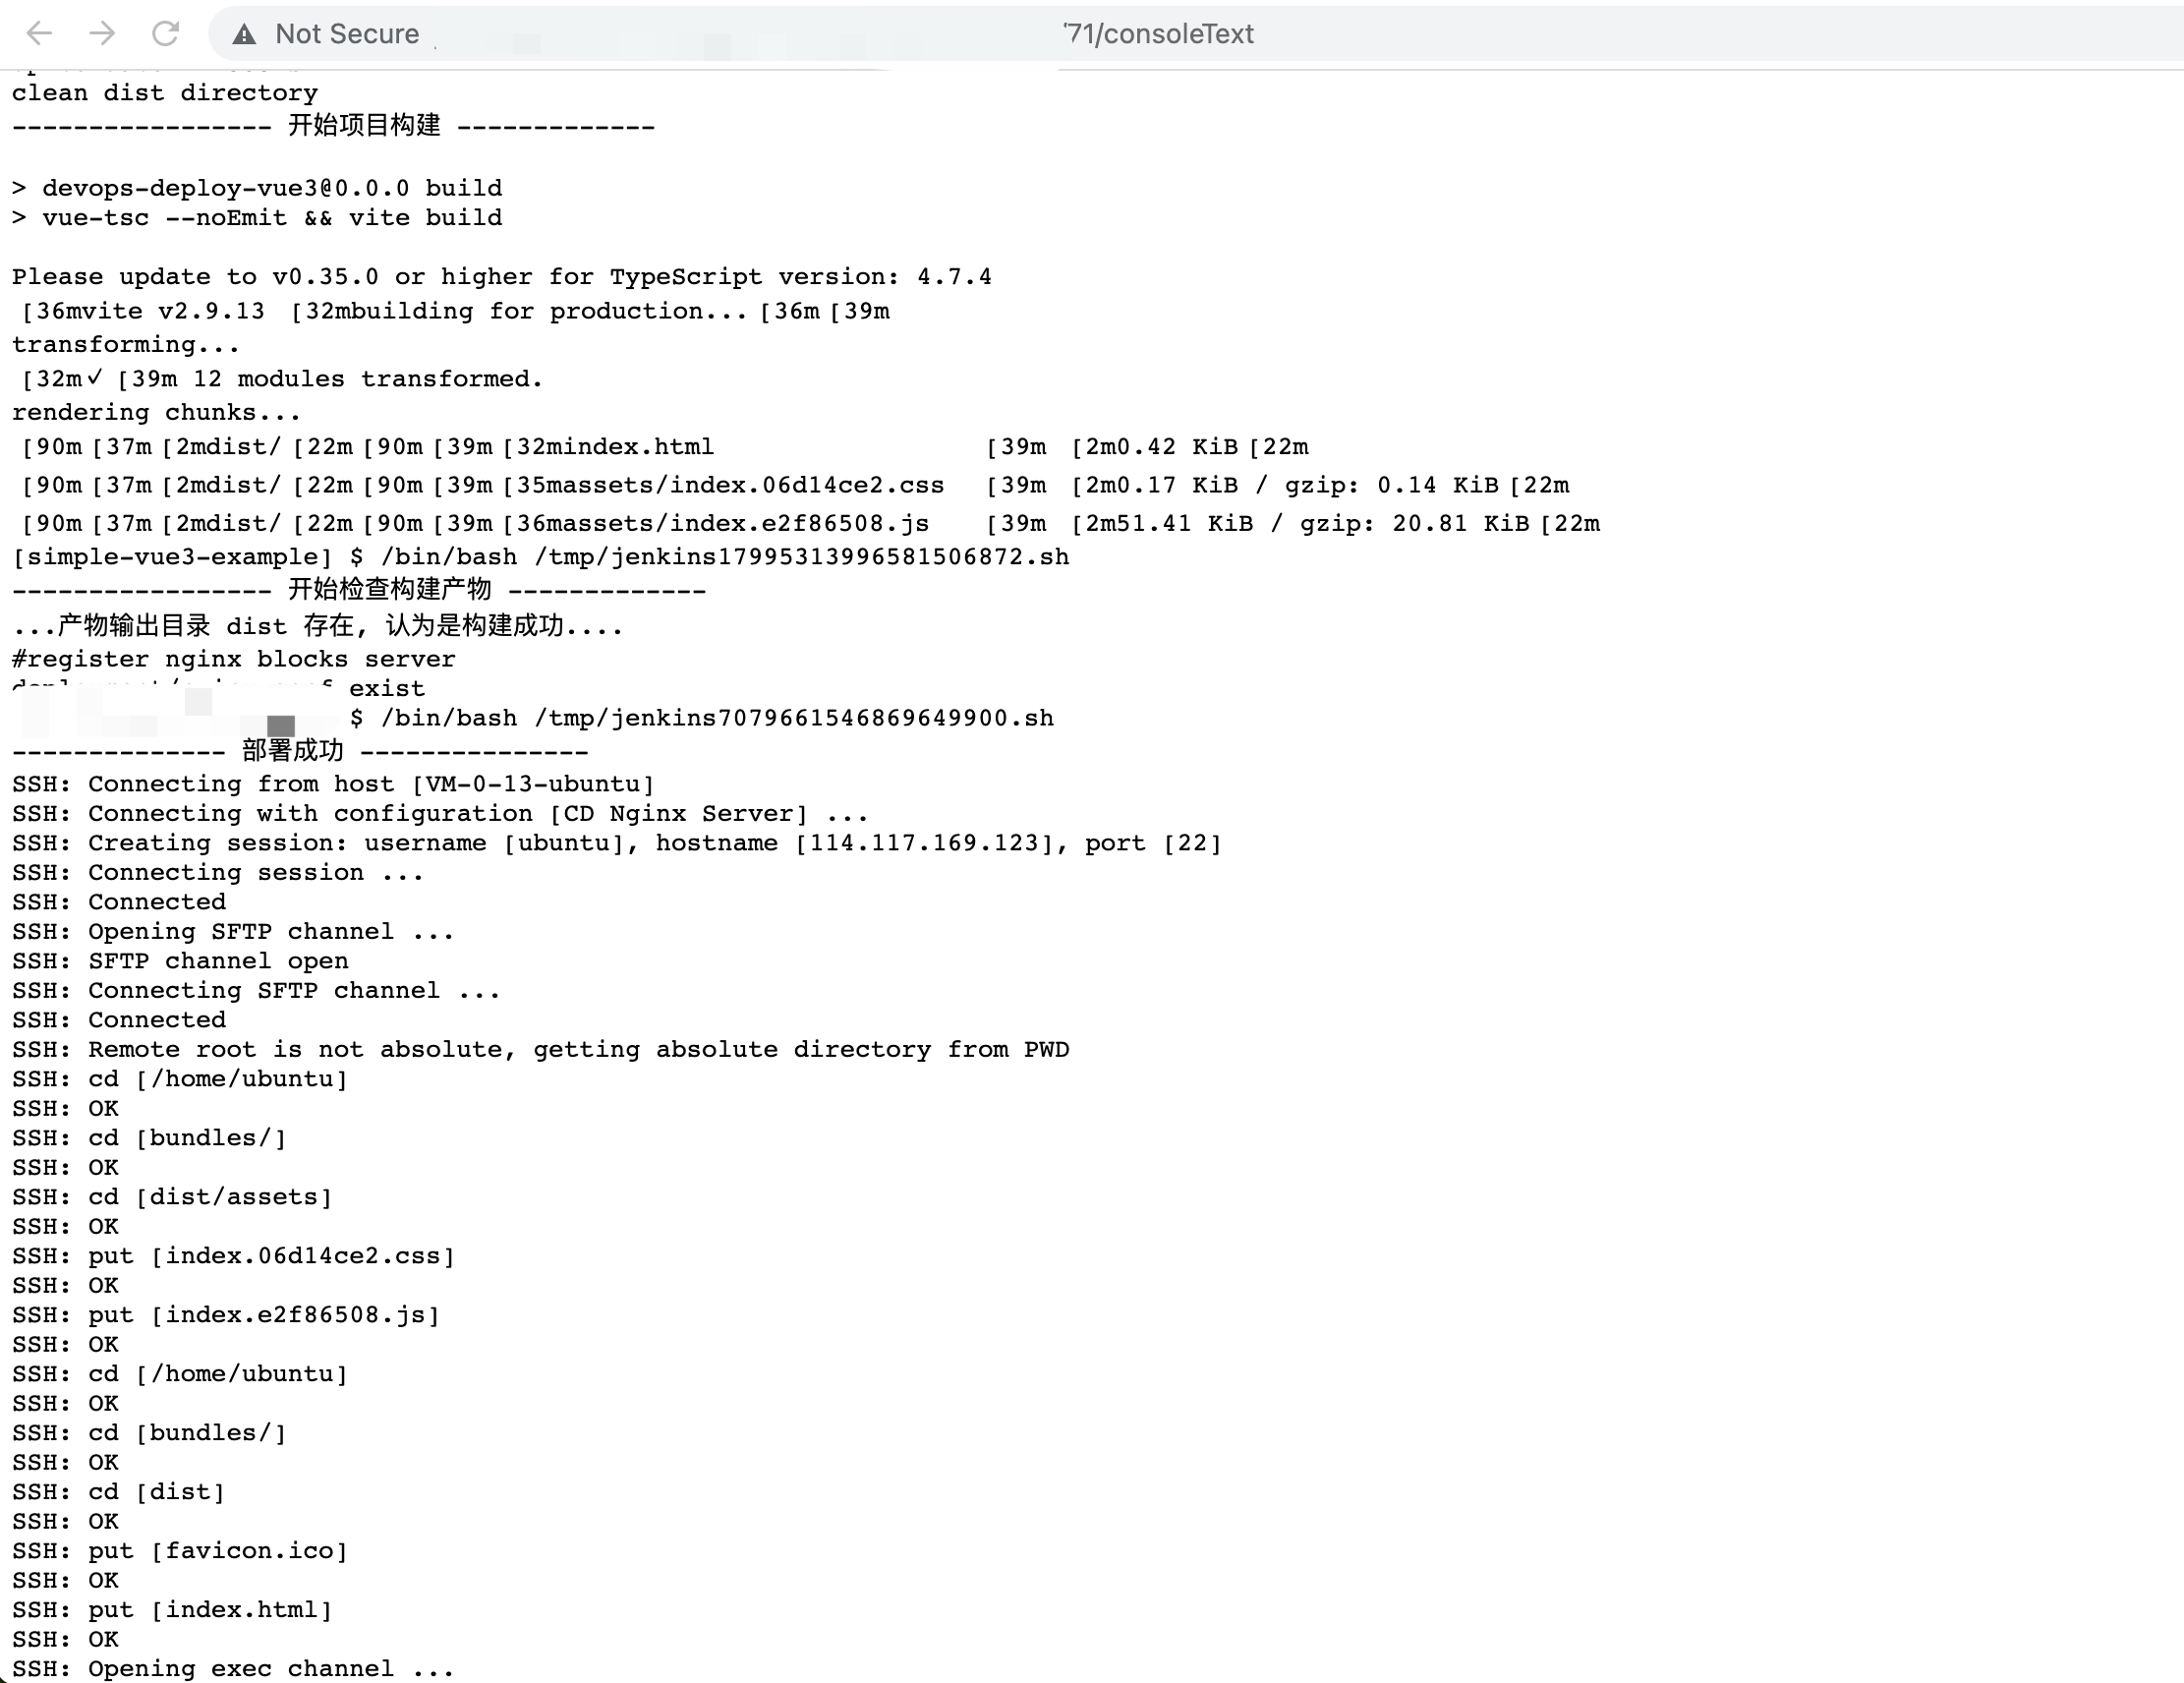 Not Secure 71/consoleText
clean dist directory
----------------- 开始项目构建 -------------
> devops-deploy-vue3@0.0.0 build
> vue-tsc --noEmit && vite build
Please update to v0.35.0 or higher for TypeScript version: 4.7.4
[36mvite v2.9.13 [32mbuilding for production...[36m[39m
transforming...
[32m✓[39m 12 modules transformed.
rendering chunks...
[90m[37m[2mdist/[22m[90m[39m[32mindex.html [39m [2m0.42 KiB[22m
[90m[37m[2mdist/[22m[90m[39m[35massets/index.06d14ce2.css [39m [2m0.17 KiB / gzip: 0.14 KiB[22m
[90m[37m[2mdist/[22m[90m[39m[36massets/index.e2f86508.js [39m [2m51.41 KiB / gzip: 20.81 KiB[22m
[simple-vue3-example] $ /bin/bash /tmp/jenkins17995313996581506872.sh
----------------- 开始检查构建产物 -------------
...产物输出目录 dist 存在, 认为是构建成功....
#register nginx blocks server
exist
$ /bin/bash /tmp/jenkins7079661546869649900.sh
-------------- 部署成功 ---------------
SSH: Connecting from host [VM-0-13-ubuntu]
SSH: Connecting with configuration [CD Nginx Server] ...
SSH: Creating session: username [ubuntu], hostname [114.117.169.123], port [22]
SSH: Connecting session ...
SSH: Connected
SSH: Opening SFTP channel ...
SSH: SFTP channel open
SSH: Connecting SFTP channel ...
SSH: Connected
SSH: Remote root is not absolute, getting absolute directory from PWD
SSH: cd [/home/ubuntu]
SSH: OK
SSH: cd [bundles/]
SSH: OK
SSH: cd [dist/assets]
SSH: OK
SSH: put [index.06d14ce2.css]
SSH: OK
SSH: put [index.e2f86508.js]
SSH: OK
SSH: cd [/home/ubuntu]
SSH: OK
SSH: cd [bundles/]
SSH: OK
SSH: cd [dist]
SSH: OK
SSH: put [favicon.ico]
SSH: OK
SSH: put [index.html]
SSH: OK
SSH: Opening exec channel ...